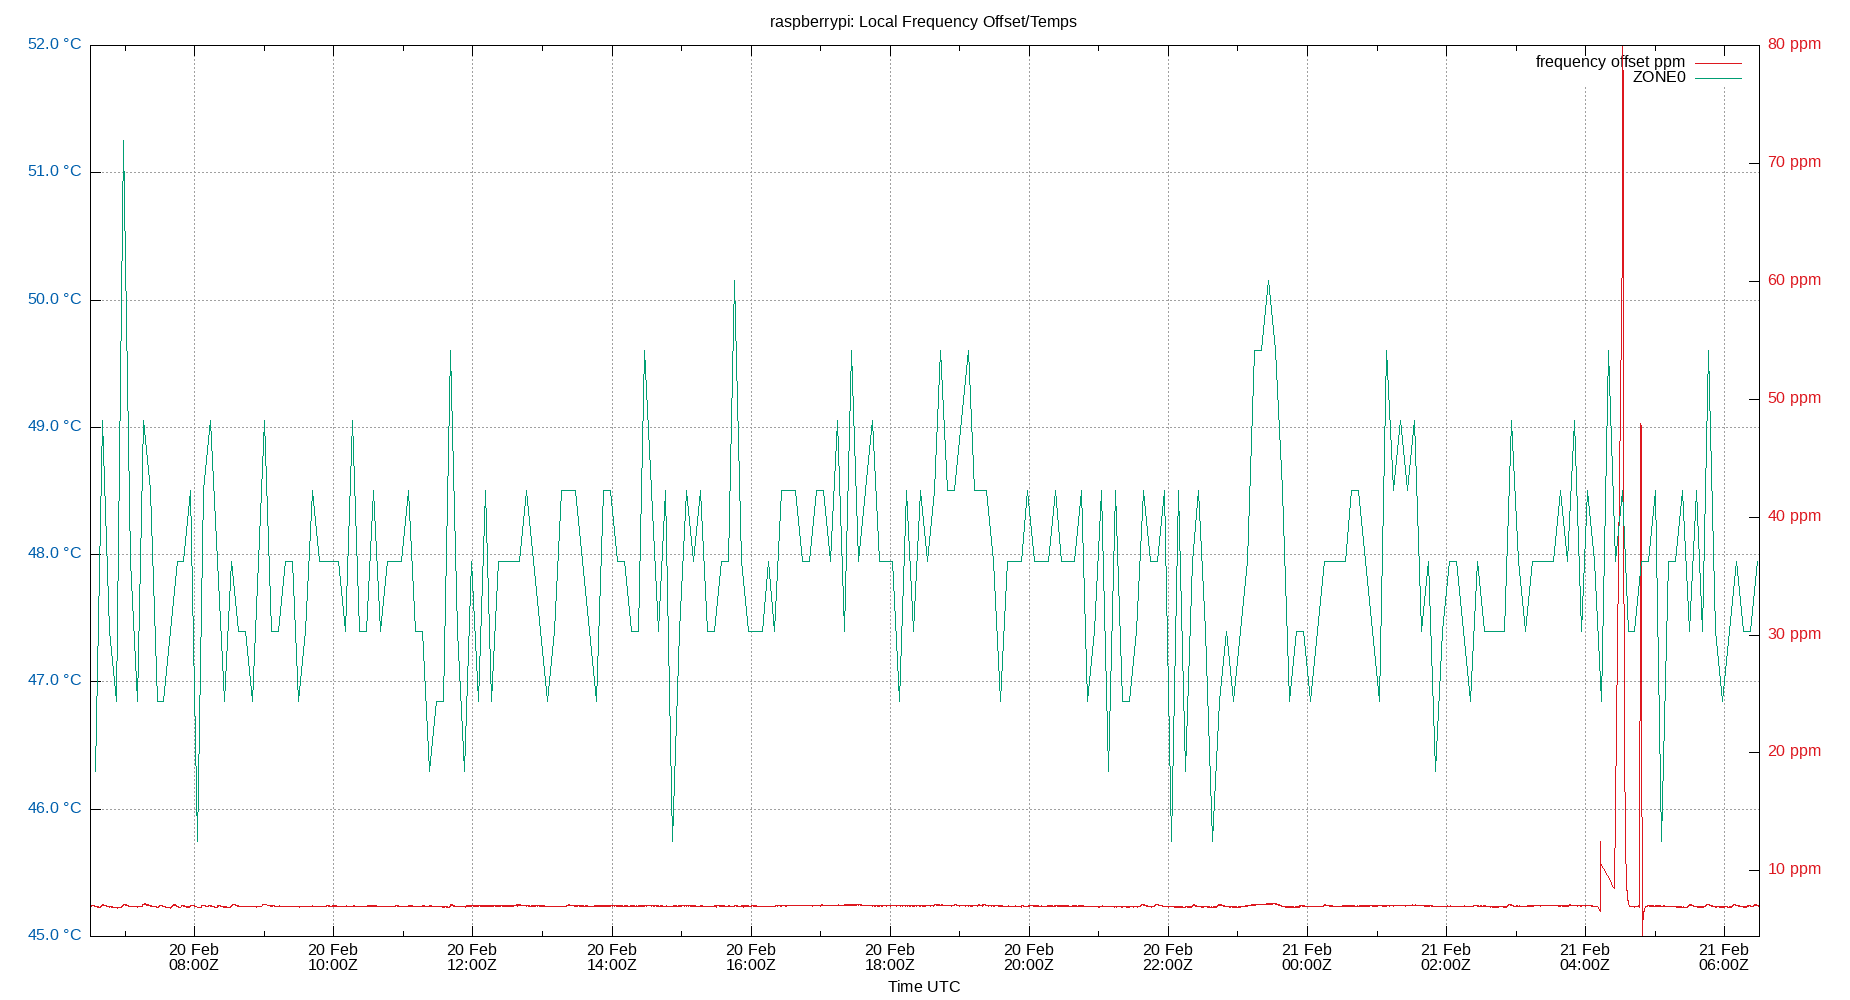 raspberrypi: Local Frequency Offset/Temps
52.0 °C
51.0 °C
50.0 °C
49.0 °C
48.0 °C
47.0 °C
46.0 °C
45.0 °C
80 ppm
70 ppm
60 ppm
50 ppm
40 ppm
30 ppm
20 ppm
10 ppm
frequency offset ppm
ZONE0
20 Feb
08:00Z
20 Feb
10:00Z
20 Feb
12:00Z
20 Feb
14:00Z
20 Feb
16:00Z
20 Feb
18:00Z
20 Feb
20:00Z
20 Feb
22:00Z
21 Feb
00:00Z
21 Feb
02:00Z
21 Feb
04:00Z
21 Feb
06:00Z
Time UTC